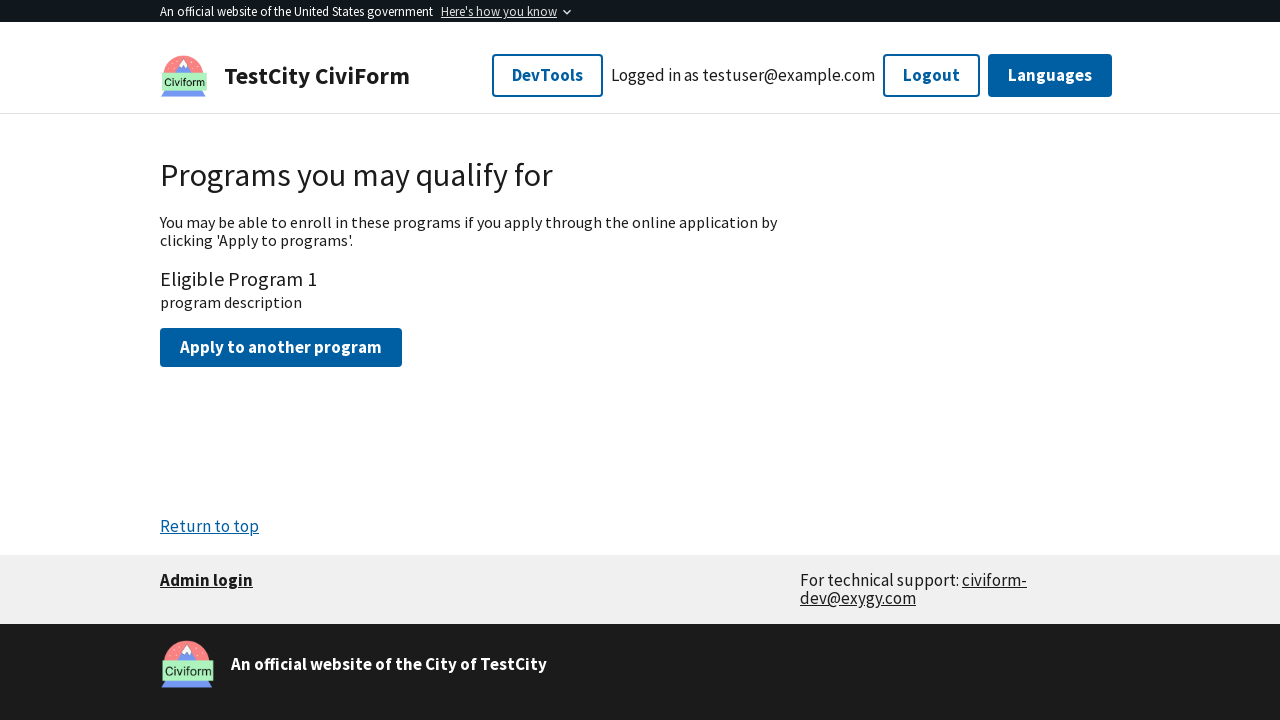 An official website of the United States government Here's how you know
Civiform
TestCity CiviForm
DevTools
Logged in as testuser@example.com
Logout
Languages
Programs you may qualify for
You may be able to enroll in these programs if you apply through the online application by
clicking 'Apply to programs'.
Eligible Program 1
program description
Apply to another program
Return to top
Admin login
For technical support: civiform-
dev@exygy.com
Civiform
An official website of the City of TestCity